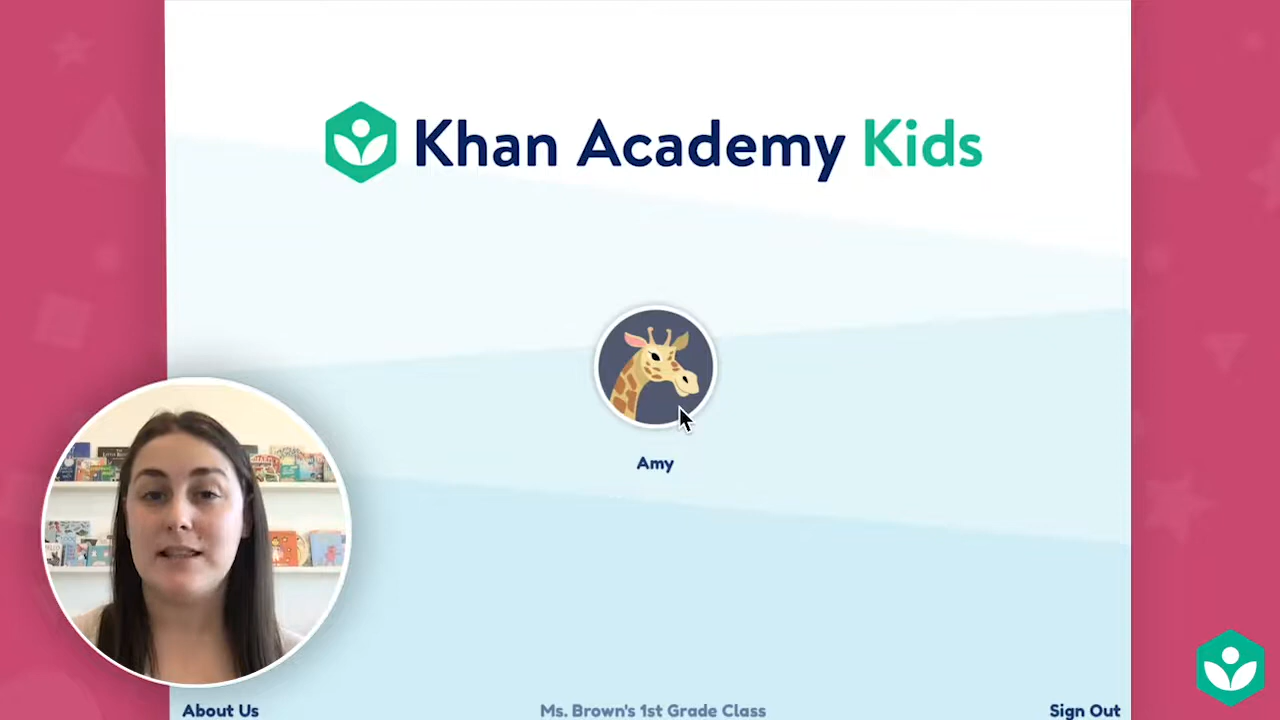 Khan Academy Kids
Amy
About Us
Ms. Brown's 1st Grade Class
Sign Out